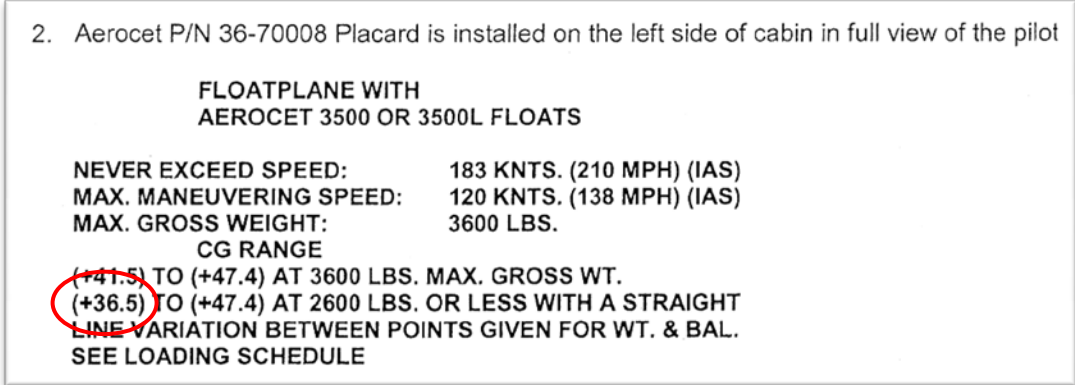 2. Aerocet P/N 36-70008 Placard is installed on the left side of cabin in full view of the pilot
FLOATPLANE WITH
AEROCET 3500 OR 3500L FLOATS
NEVER EXCEED SPEED: 183 KNTS. (210 MPH) (IAS)
MAX. MANEUVERING SPEED: 120 KNTS. (138 MPH) (IAS)
MAX. GROSS WEIGHT: 3600 LBS.
CG RANGE
(+41.5) TO (+47.4) AT 3600 LBS. MAX. GROSS WT.
(+36.5) TO (+47.4) AT 2600 LBS. OR LESS WITH A STRAIGHT
LINE VARIATION BETWEEN POINTS GIVEN FOR WT. & BAL.
SEE LOADING SCHEDULE